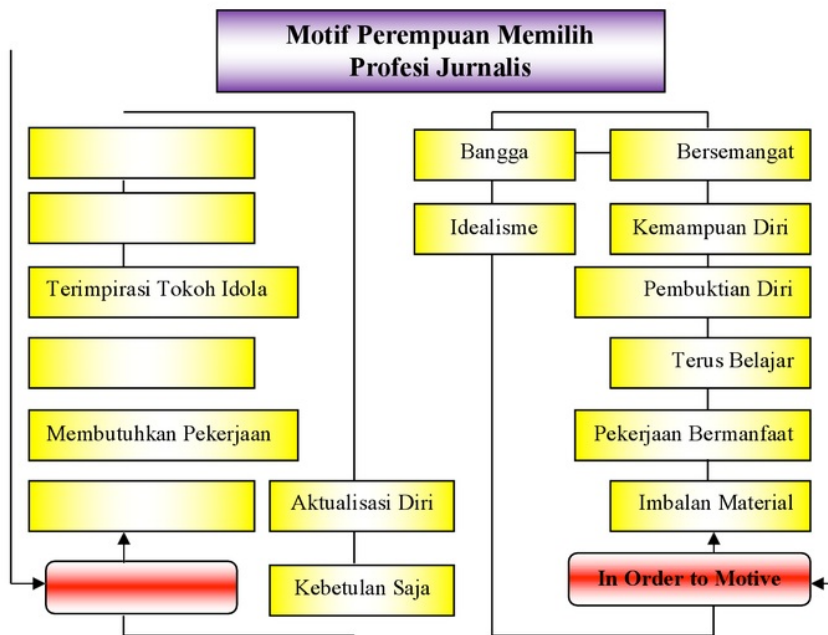 Motif Perempuan Memilih
Profesi Jurnalis
Terimpirasi Tokoh Idola
Membutuhkan Pekerjaan
Aktualisasi Diri
Kebetulan Saja
Bangga
Bersemangat
Idealisme
Kemampuan Diri
Pembuktian Diri
Terus Belajar
Pekerjaan Bermanfaat
Imbalan Material
In Order to Motive